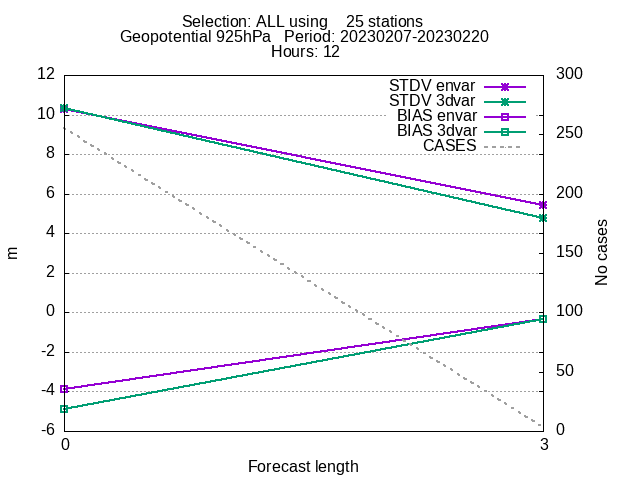 Selection: ALL using    25 stations
Geopotential 925hPa   Period: 20230207-20230220
Hours: 12
STDV envar
STDV 3dvar
BIAS envar
BIAS 3dvar
CASES
12
10
8
6
4
2
0
-2
-4
-6
m
300
250
200
150
100
50
0
No cases
0
3
Forecast length